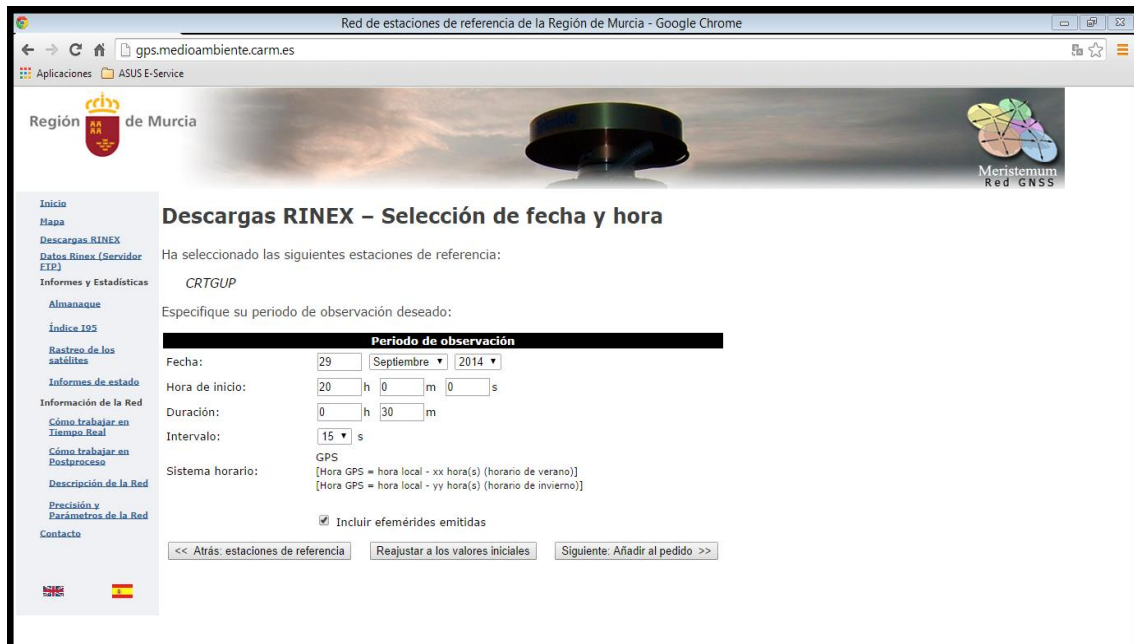 Red de estaciones de referencia de la Región de Murcia - Google Chrome
gps.medioambiente.carm.es
Aplicaciones ASUS E-Service
Región de Murcia
Meristemum
Red GNSS
Inicio
Mapa
Descargas RINEX
Datos Rinex (Servidor
FTP)
Informes y Estadísticas
Almanaque
Índice I95
Rastreo de los
satélites
Informes de estado
Información de la Red
Cómo trabajar en
Tiempo Real
Cómo trabajar en
Postproceso
Descripción de la Red
Precisión y
Parámetros de la Red
Contacto
Descargas RINEX – Selección de fecha y hora
Ha seleccionado las siguientes estaciones de referencia:
CRTGUP
Especifique su periodo de observación deseado:
Periodo de observación
Fecha: 29 Septiembre 2014
Hora de inicio: 20 h 0 m 0 s
Duración: 0 h 30 m
Intervalo: 15 s
Sistema horario: GPS
[Hora GPS = hora local - xx hora(s) (horario de verano)]
[Hora GPS = hora local - yy hora(s) (horario de invierno)]
Incluir efemérides emitidas
<< Atrás: estaciones de referencia Reajustar a los valores iniciales Siguiente: Añadir al pedido >>